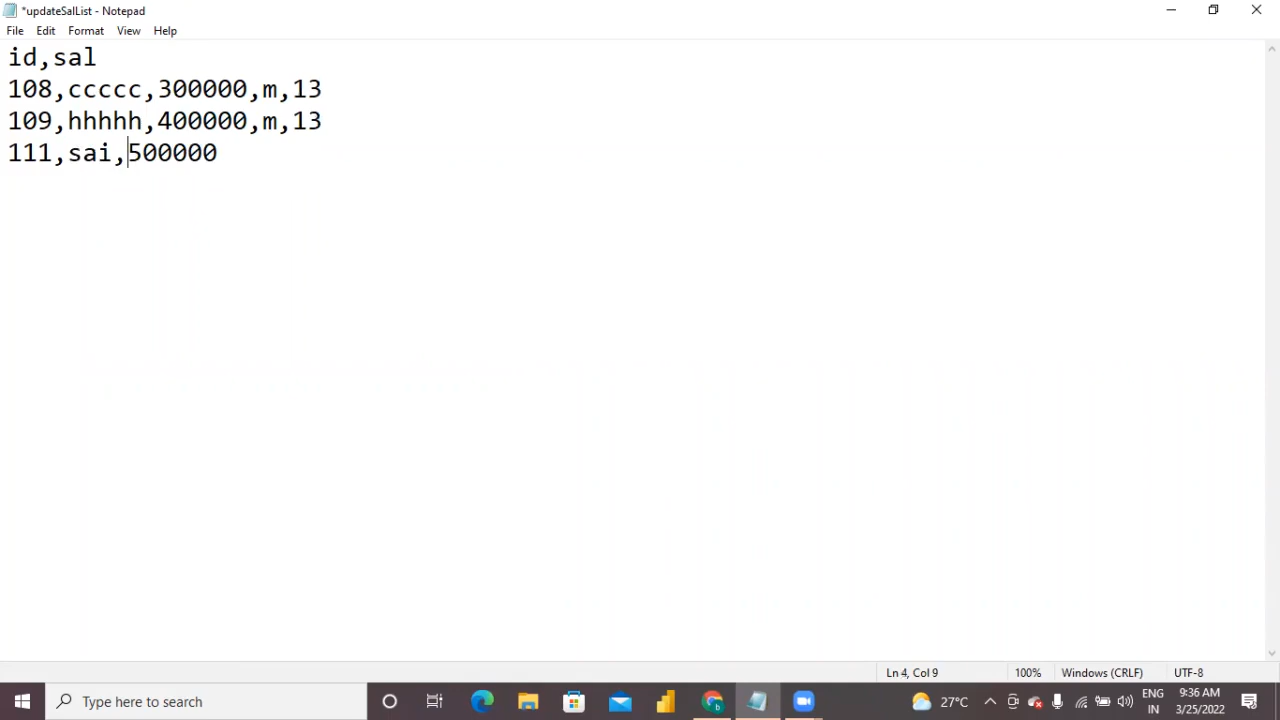 *updateSalList - Notepad
File Edit Format View Help
id,sal
108,ccccc,300000,m,13
109,hhhhh,400000,m,13
111,sai,500000
Ln 4, Col 9 100% Windows (CRLF) UTF-8
Type here to search
27°C
ENG
IN
9:36 AM
3/25/2022